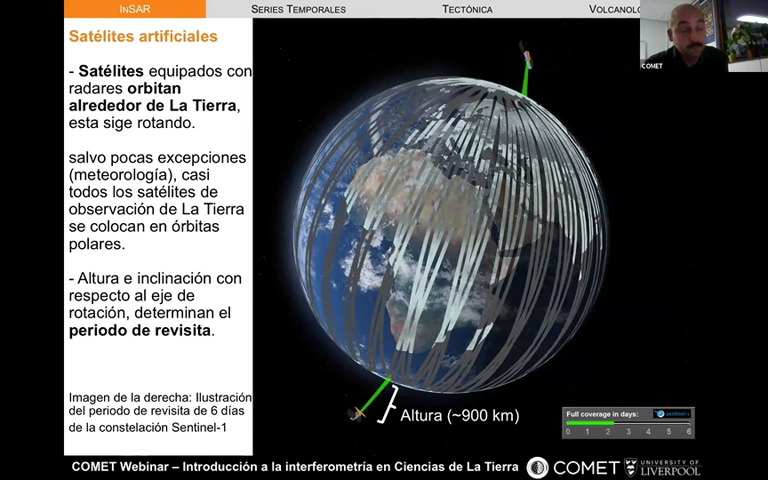 INSAR
SERIES TEMPORALES
TECTÓNICA
COMET
Satélites artificiales
- Satélites equipados con
radares orbitan
alrededor de La Tierra,
esta sige rotando.
salvo pocas excepciones
(meteorología), casi
todos los satélites de
observación de La Tierra
se colocan en órbitas
polares.
- Altura e inclinación con
respecto al eje de
rotación, determinan el
periodo de revisita.
Imagen de la derecha: Ilustración
del periodo de revisita de 6 días
de la constelación Sentinel-1
Altura (~900 km)
Full coverage in days:
sentinel-1
0 1 2 3 4 5 6
COMET Webinar – Introducción a la interferometría en Ciencias de La Tierra
COMET
UNIVERSITY OF
LIVERPOOL